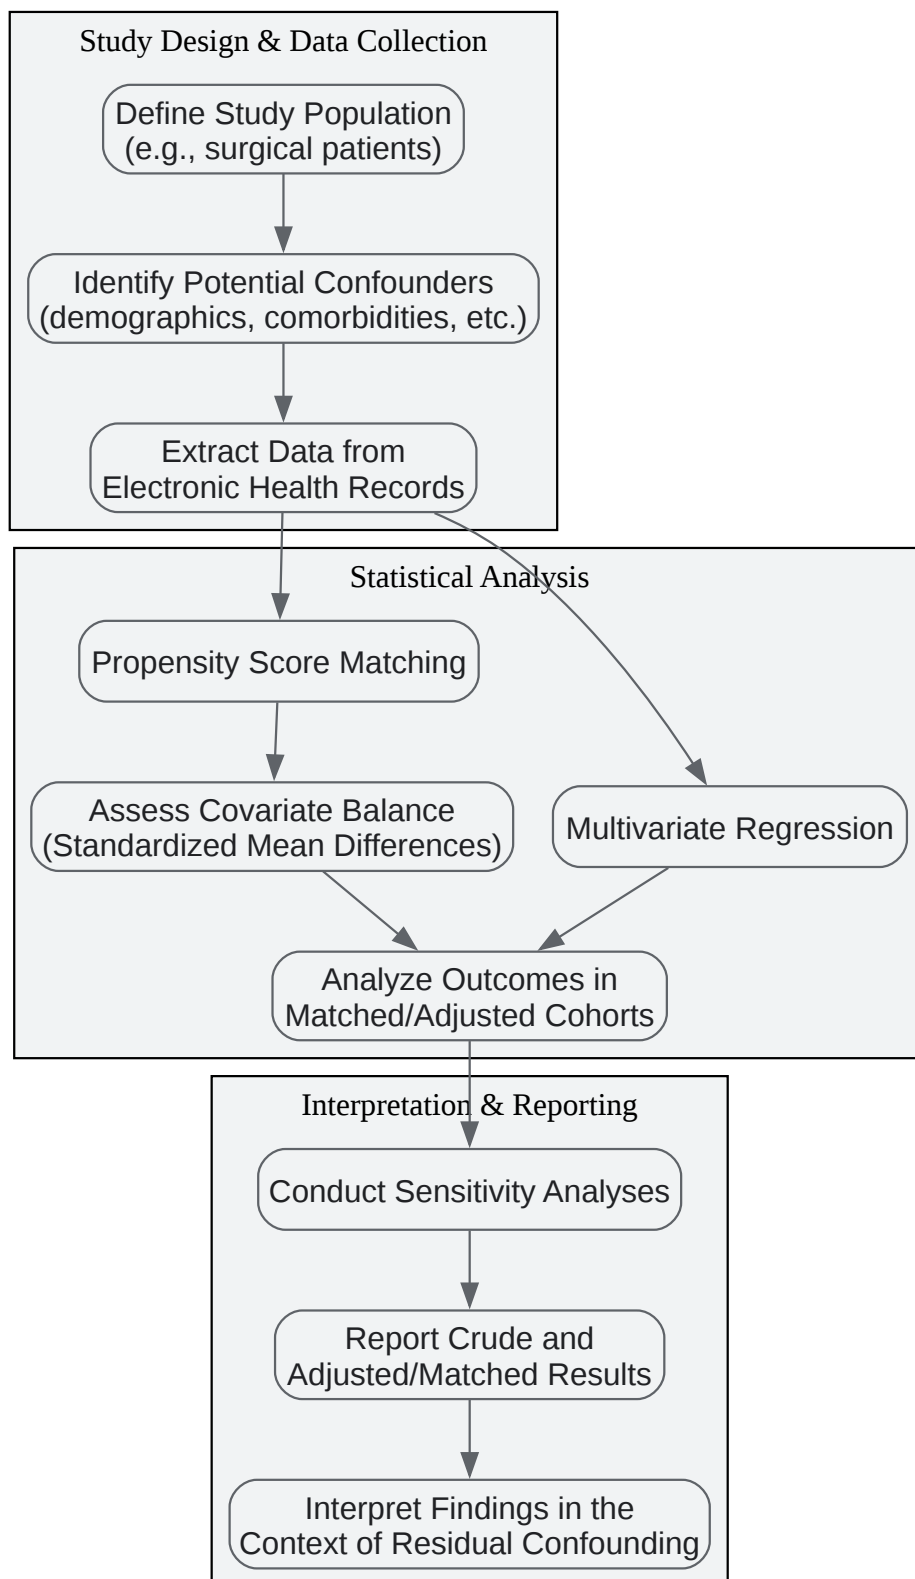 Study Design & Data Collection
Define Study Population
(e.g., surgical patients)
Identify Potential Confounders
(demographics, comorbidities, etc.)
Extract Data from
Electronic Health Records
Statistical Analysis
Propensity Score Matching
Assess Covariate Balance
(Standardized Mean Differences)
Multivariate Regression
Analyze Outcomes in
Matched/Adjusted Cohorts
Interpretation & Reporting
Conduct Sensitivity Analyses
Report Crude and
Adjusted/Matched Results
Interpret Findings in the
Context of Residual Confounding